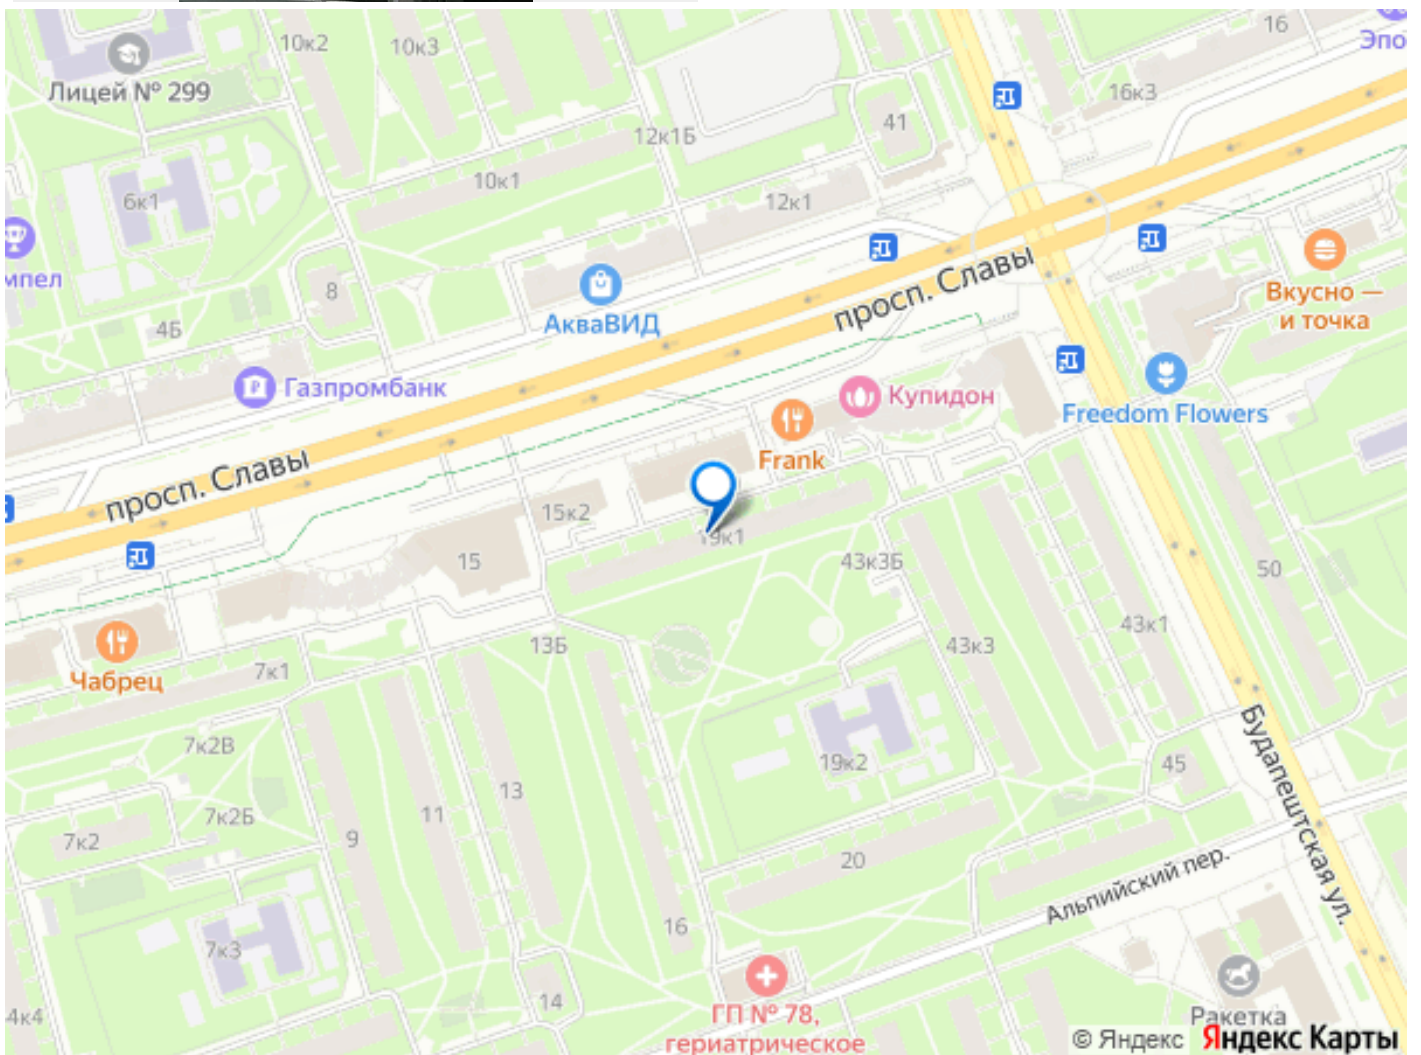 10к2
10к3
16
Эпо
Лицей № 299
16к3
41
12к1Б
10к1
6к1
12к1
мпел
8
просп. Славы
Вкусно —
и точка
АкваВИД
4Б
Газпромбанк
Купидон
Freedom Flowers
Frank
просп. Славы
15к2
19к1
15
43к3Б
50
43к1
13Б
43к3
7к1
Чабрец
Будапештская ул.
7к2В
19к2
45
13
11
7к2Б
9
7к2
20
Альпийский пер.
16
7к3
14
4к4
ГП № 78,
гериатрическое
Ракетка
© Яндекс Яндекс Карты